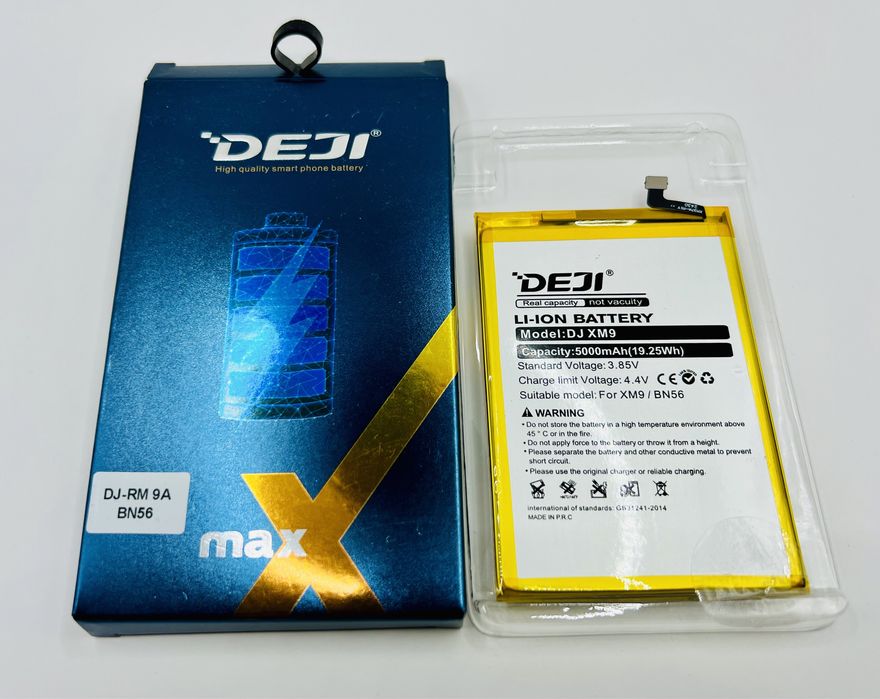 DEJI®
High quality smart phone battery
DJ-RM 9A
BN56
max X
DEJI®
Real capacity not vacuity
LI-ION BATTERY
Model:DJ XM9
Capacity:5000mAh(19.25Wh)
Standard Voltage: 3.85V
Charge limit Voltage: 4.4V CE
Suitable model: For XM9 / BN56
WARNING
• Do not store the battery in a high temperature environment above
45 ° C or in the fire.
• Do not apply force to the battery or throw it from a height.
• Please separate the battery and other conductive metal to prevent
short circuit.
• Please use the original charger or reliable charging.
international of standards: GB31241-2014
MADE IN P.R.C